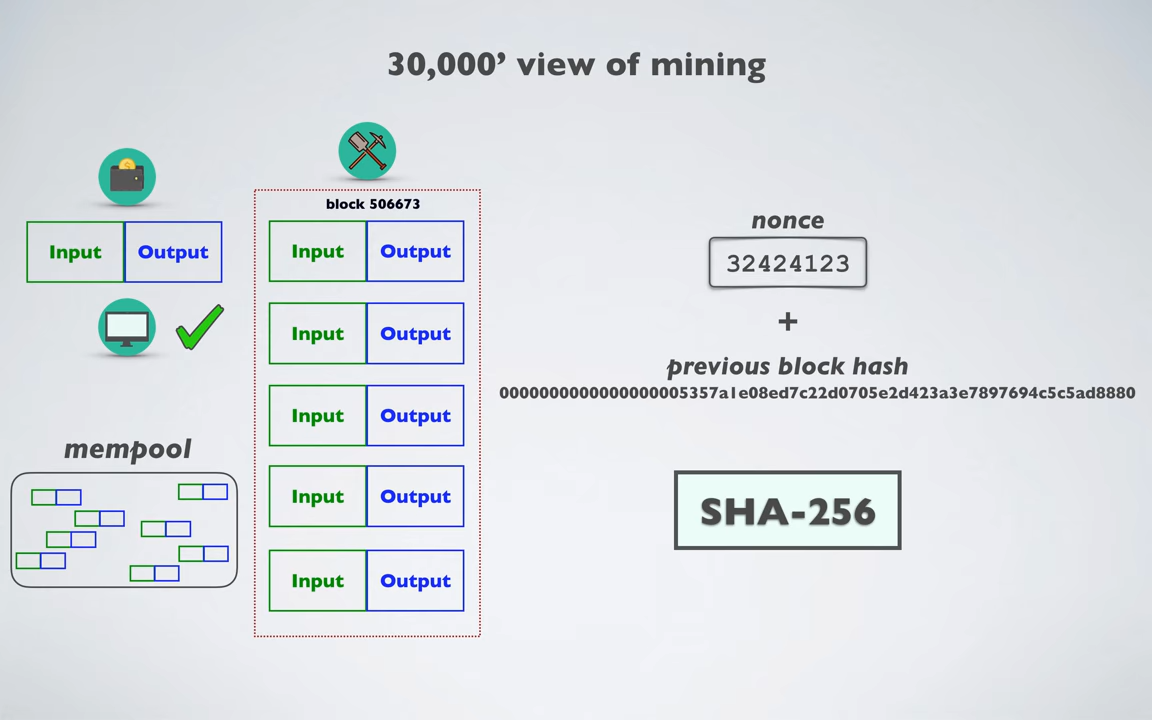 30,000’ view of mining
Input Output
mempool
block 506673
Input Output
Input Output
Input Output
Input Output
Input Output
nonce
32424123
+
previous block hash
0000000000000000005357a1e08ed7c22d0705e2d423a3e7897694c5c5ad8880
SHA-256